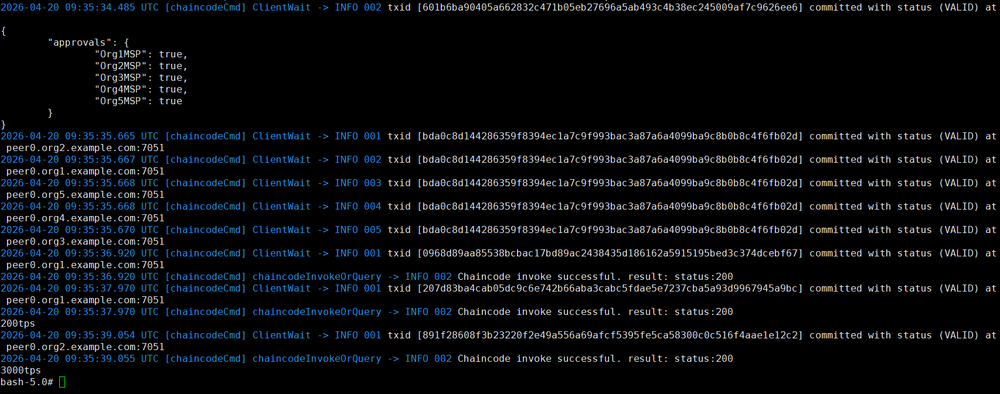 2026-04-20 09:35:34.485 UTC [chaincodeCmd] ClientWait -> INFO 002 txid [601b6ba90405a662832c471b05eb27696a5ab493c4b38ec245009af7c9626ee6] committed with status (VALID) at
{
"approvals": {
"Org1MSP": true,
"Org2MSP": true,
"Org3MSP": true,
"Org4MSP": true,
"Org5MSP": true
}
}
2026-04-20 09:35:35.665 UTC [chaincodeCmd] ClientWait -> INFO 001 txid [bda0c8d144286359f8394ec1a7c9f993bac3a87a6a4099ba9c8b0b8c4f6fb02d] committed with status (VALID) at
peer0.org2.example.com:7051
2026-04-20 09:35:35.667 UTC [chaincodeCmd] ClientWait -> INFO 002 txid [bda0c8d144286359f8394ec1a7c9f993bac3a87a6a4099ba9c8b0b8c4f6fb02d] committed with status (VALID) at
peer0.org1.example.com:7051
2026-04-20 09:35:35.668 UTC [chaincodeCmd] ClientWait -> INFO 003 txid [bda0c8d144286359f8394ec1a7c9f993bac3a87a6a4099ba9c8b0b8c4f6fb02d] committed with status (VALID) at
peer0.org5.example.com:7051
2026-04-20 09:35:35.668 UTC [chaincodeCmd] ClientWait -> INFO 004 txid [bda0c8d144286359f8394ec1a7c9f993bac3a87a6a4099ba9c8b0b8c4f6fb02d] committed with status (VALID) at
peer0.org4.example.com:7051
2026-04-20 09:35:35.670 UTC [chaincodeCmd] ClientWait -> INFO 005 txid [bda0c8d144286359f8394ec1a7c9f993bac3a87a6a4099ba9c8b0b8c4f6fb02d] committed with status (VALID) at
peer0.org3.example.com:7051
2026-04-20 09:35:36.920 UTC [chaincodeCmd] ClientWait -> INFO 001 txid [0968d89aa85538bcbac17bd89ac2438435d186162a5915195bed3c374dcebf67] committed with status (VALID) at
peer0.org1.example.com:7051
2026-04-20 09:35:36.920 UTC [chaincodeCmd] chaincodeInvokeOrQuery -> INFO 002 Chaincode invoke successful. result: status:200
2026-04-20 09:35:37.970 UTC [chaincodeCmd] ClientWait -> INFO 001 txid [207d83ba4cab05dc9c6e742b66aba3cabc5fdae5e7237cba5a93d9967945a9bc] committed with status (VALID) at
peer0.org1.example.com:7051
2026-04-20 09:35:37.970 UTC [chaincodeCmd] chaincodeInvokeOrQuery -> INFO 002 Chaincode invoke successful. result: status:200
200tps
2026-04-20 09:35:39.054 UTC [chaincodeCmd] ClientWait -> INFO 001 txid [891f28608f3b23220f2e49a556a69afcf5395fe5ca58300c0c516f4aae1e12c2] committed with status (VALID) at
peer0.org2.example.com:7051
2026-04-20 09:35:39.055 UTC [chaincodeCmd] chaincodeInvokeOrQuery -> INFO 002 Chaincode invoke successful. result: status:200
3000tps
bash-5.0#